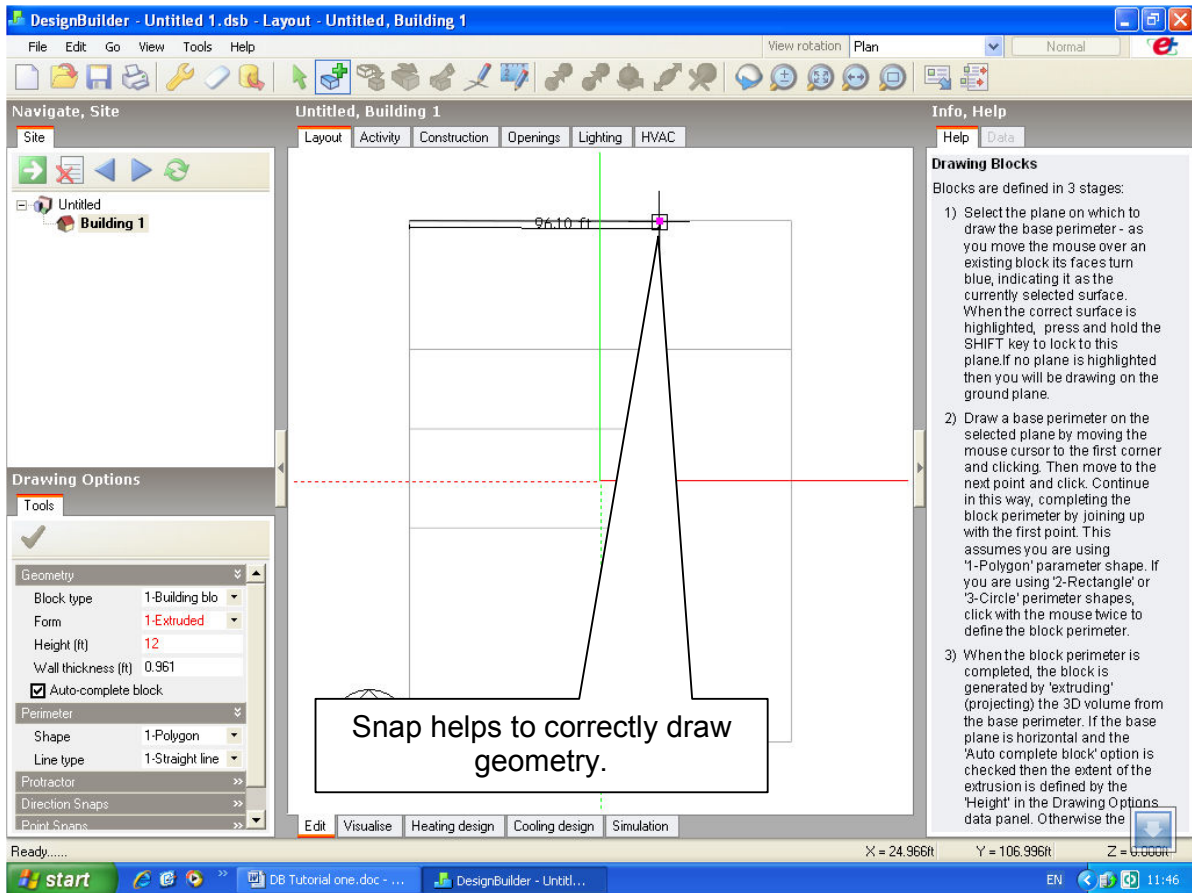 DesignBuilder - Untitled 1.dsb - Layout - Untitled, Building 1
File Edit Go View Tools Help
View rotation Plan Normal
Navigate, Site
Site
Untitled
Building 1
Untitled, Building 1
Layout Activity Construction Openings Lighting HVAC
96.10 ft
Snap helps to correctly draw
geometry.
Edit Visualise Heating design Cooling design Simulation
Drawing Options
Tools
Geometry
Block type 1-Building blo
Form 1-Extruded
Height (ft) 12
Wall thickness (ft) 0.961
Auto-complete block
Perimeter
Shape 1-Polygon
Line type 1-Straight line
Protractor
Direction Snaps
Point Snaps
Info, Help
Help Data
Drawing Blocks
Blocks are defined in 3 stages:
1) Select the plane on which to
draw the base perimeter - as
you move the mouse over an
existing block its faces turn
blue, indicating it as the
currently selected surface.
When the correct surface is
highlighted, press and hold the
SHIFT key to lock to this
plane.If no plane is highlighted
then you will be drawing on the
ground plane.
2) Draw a base perimeter on the
selected plane by moving the
mouse cursor to the first corner
and clicking. Then move to the
next point and click. Continue
in this way, completing the
block perimeter by joining up
with the first point. This
assumes you are using
'1-Polygon' parameter shape. If
you are using '2-Rectangle' or
'3-Circle' perimeter shapes,
click with the mouse twice to
define the block perimeter.
3) When the block perimeter is
completed, the block is
generated by 'extruding'
(projecting) the 3D volume from
the base perimeter. If the base
plane is horizontal and the
'Auto complete block' option is
checked then the extent of the
extrusion is defined by the
'Height' in the Drawing Options
data panel. Otherwise the
Ready......
X = 24.966ft Y = 106.996ft Z = 0.000ft
start DB Tutorial one.doc - ... DesignBuilder - Untitl... EN 11:46